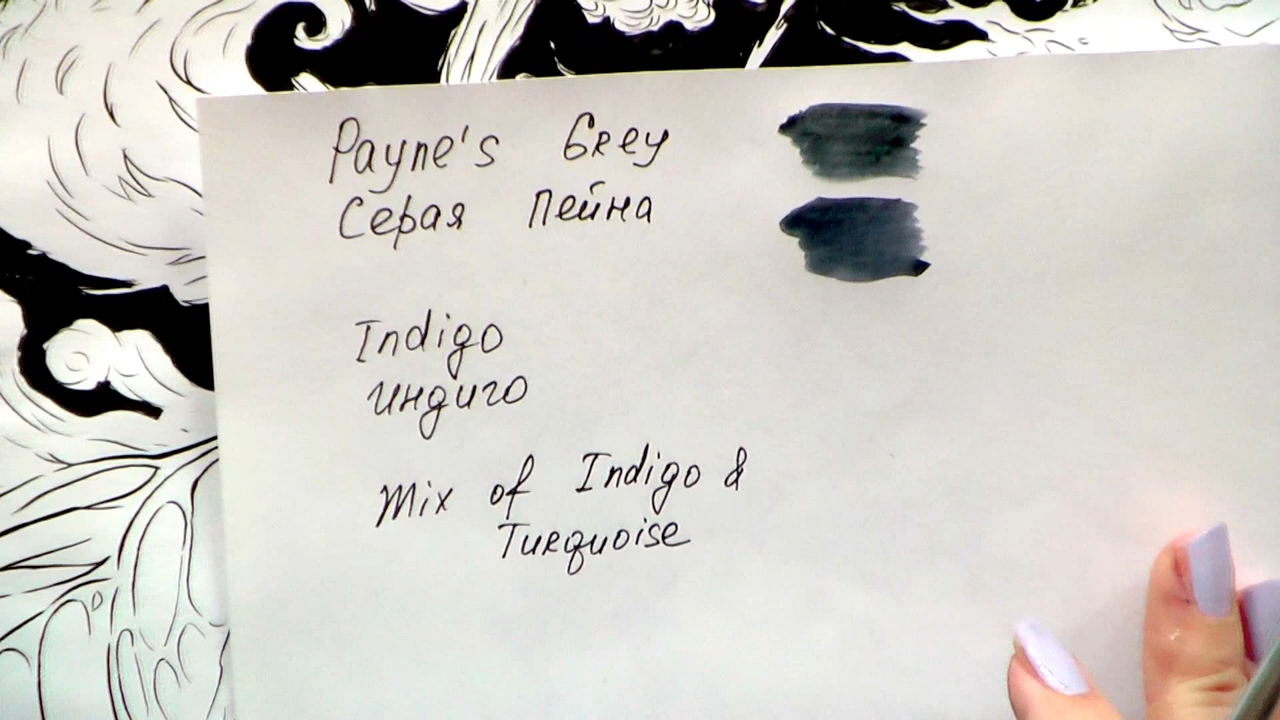 Payne's Grey
Серая Пейна
Indigo
индиго
Mix of Indigo &
Turquoise